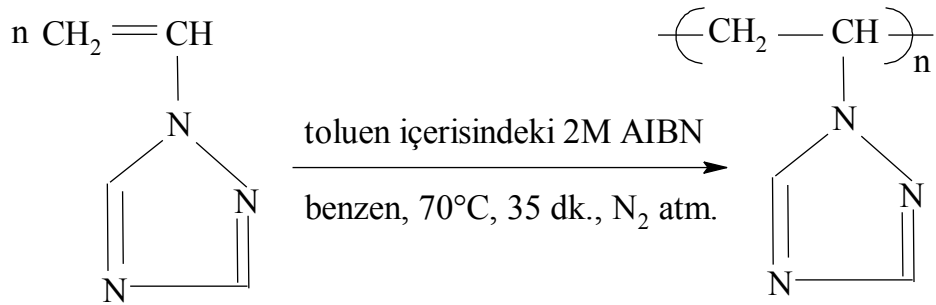 n CH₂ CH
N
N
N
toluen içerisindeki 2M AIBN
benzen, 70°C, 35 dk., N₂ atm.
CH₂ CH n
N
N
N